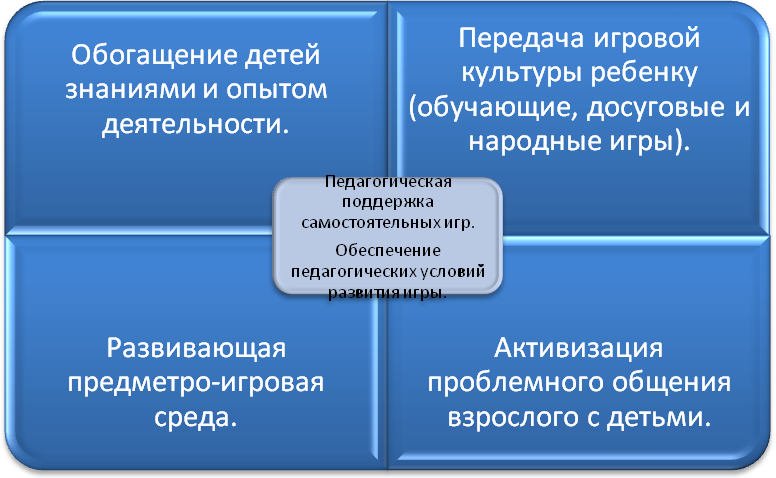 Обогащение детей
знаниями и опытом
деятельности.
Передача игровой
культуры ребенку
(обучающие, досуговые и
народные игры).
Педагогическая
поддержка
самостоятельных игр.
Обеспечение
педагогических условий
развития игры.
Развивающая
предметро-игровая
среда.
Активизация
проблемного общения
взрослого с детьми.